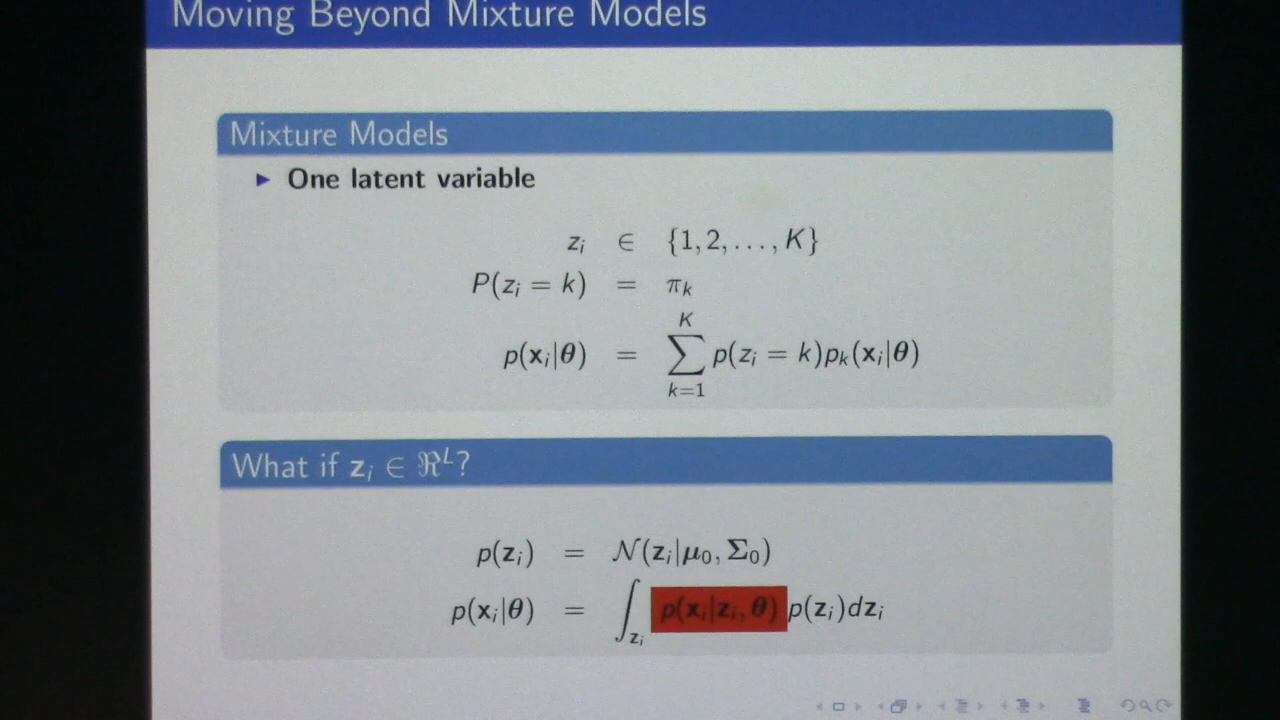 Moving Beyond Mixture Models
Mixture Models
► One latent variable
z_i ∈ {1, 2, . . . , K}
P(z_i = k) = π_k
p(x_i|θ) = ∑_{k=1}^{K} p(z_i = k)p_k(x_i|θ)
What if z_i ∈ ℜ^L?
p(z_i) = 𝒩(z_i|μ_0, Σ_0)
p(x_i|θ) = ∫_{z_i} p(x_i|z_i, θ) p(z_i)dz_i